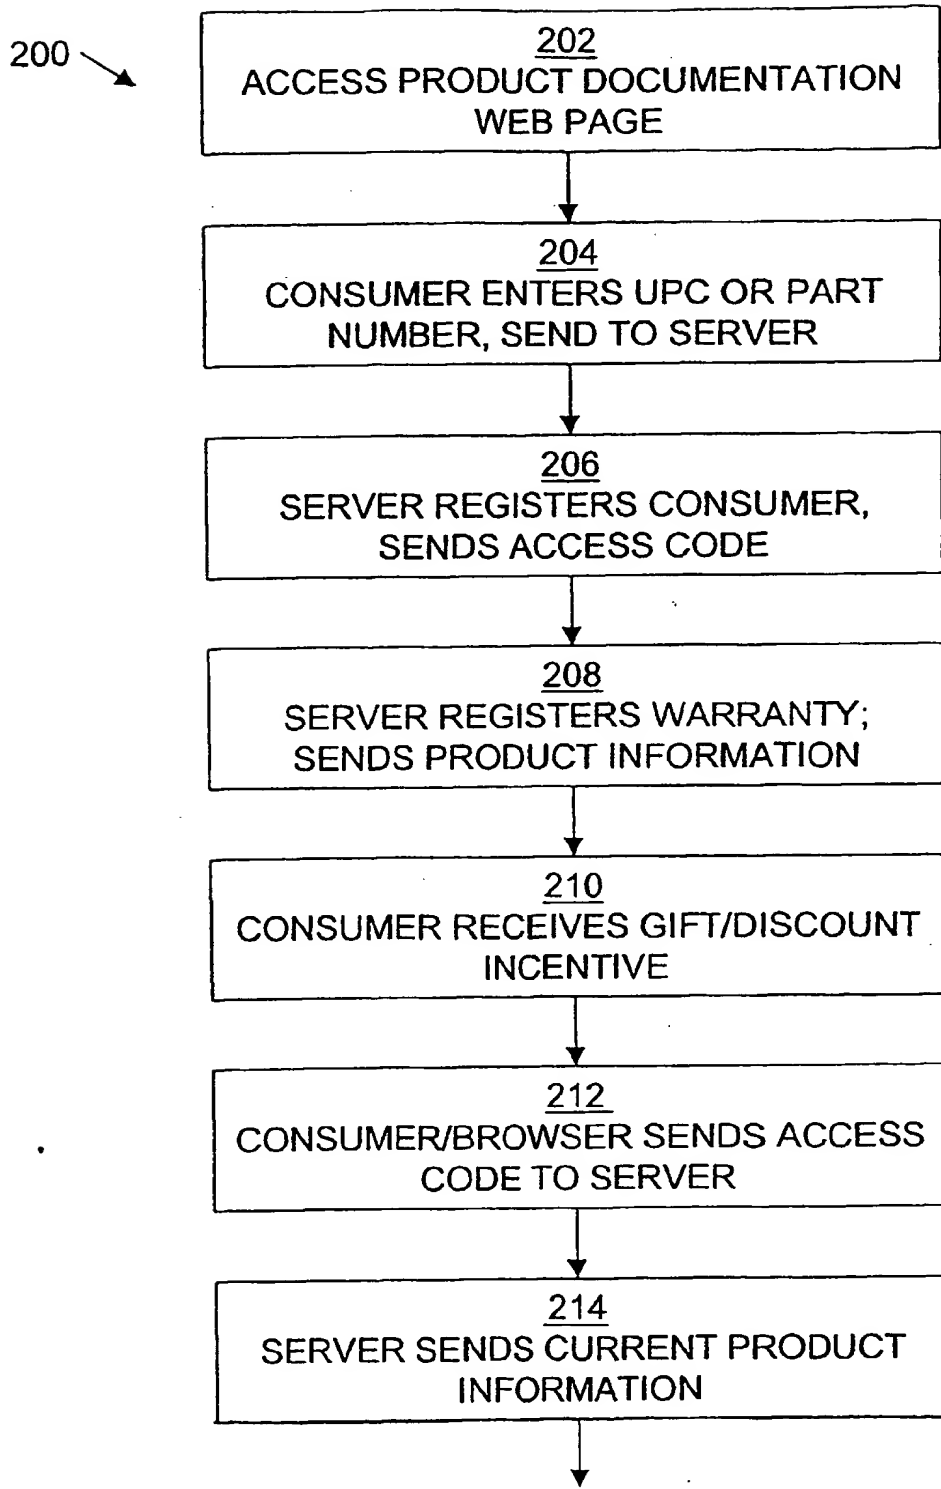 200
202
ACCESS PRODUCT DOCUMENTATION
WEB PAGE
204
CONSUMER ENTERS UPC OR PART
NUMBER, SEND TO SERVER
206
SERVER REGISTERS CONSUMER,
SENDS ACCESS CODE
208
SERVER REGISTERS WARRANTY;
SENDS PRODUCT INFORMATION
210
CONSUMER RECEIVES GIFT/DISCOUNT
INCENTIVE
212
CONSUMER/BROWSER SENDS ACCESS
CODE TO SERVER
214
SERVER SENDS CURRENT PRODUCT
INFORMATION